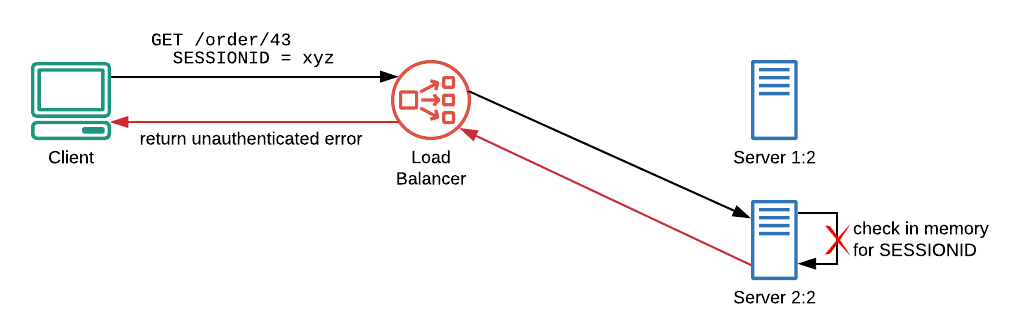 GET /order/43
SESSIONID = xyz
return unauthenticated error
Client
Load
Balancer
Server 1:2
check in memory
for SESSIONID
Server 2:2